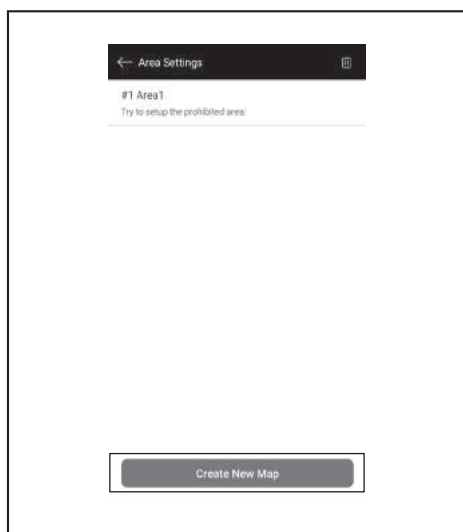 ← Area Settings
#1 Area1
Try to setup the prohibited area.
Create New Map